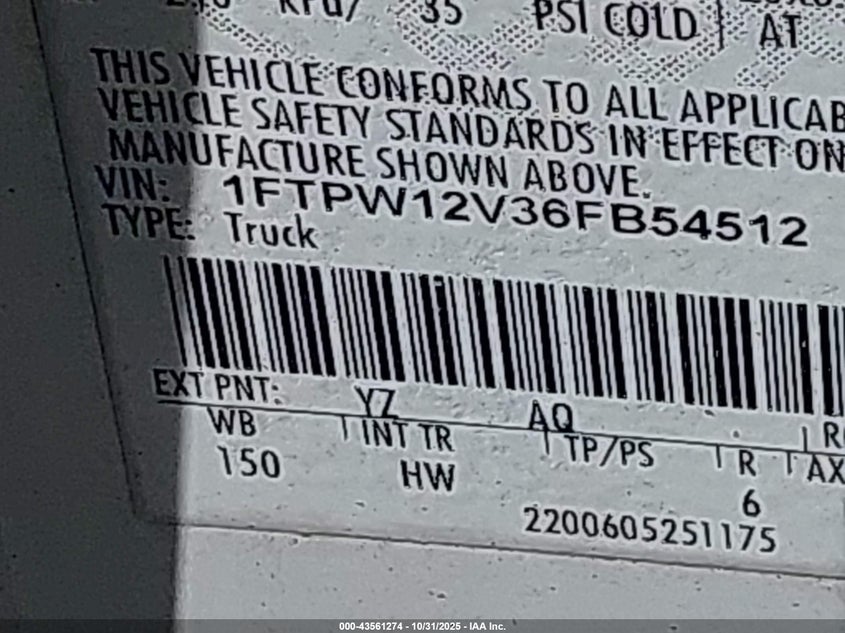 35 PSI COLD
AT
THIS VEHICLE CONFORMS TO ALL
VEHICLE SAFETY STANDARDS IN EFFECT ON
MANUFACTURE SHOWN ABOVE.
VIN: 1FTPW12V36FB54512
TYPE: Truck
EXT PNT: YZ AQ
WB INT TR TP/PS R AX
150 HW 6
2200605251175
000-43561274 - 10/31/2025 - IAA Inc.